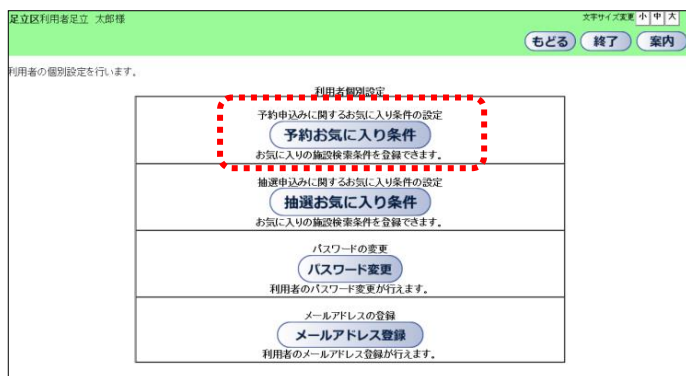 足立区利用者足立 太郎様
文字サイズ変更 小 中 大
もどる 終了 案内
利用者の個別設定を行います。
利用者個別設定
予約申込みに関するお気に入り条件の設定
予約お気に入り条件
お気に入りの施設検索条件を登録できます。
抽選申込みに関するお気に入り条件の設定
抽選お気に入り条件
お気に入りの施設検索条件を登録できます。
パスワードの変更
パスワード変更
利用者のパスワード変更が行えます。
メールアドレスの登録
メールアドレス登録
利用者のメールアドレス登録が行えます。